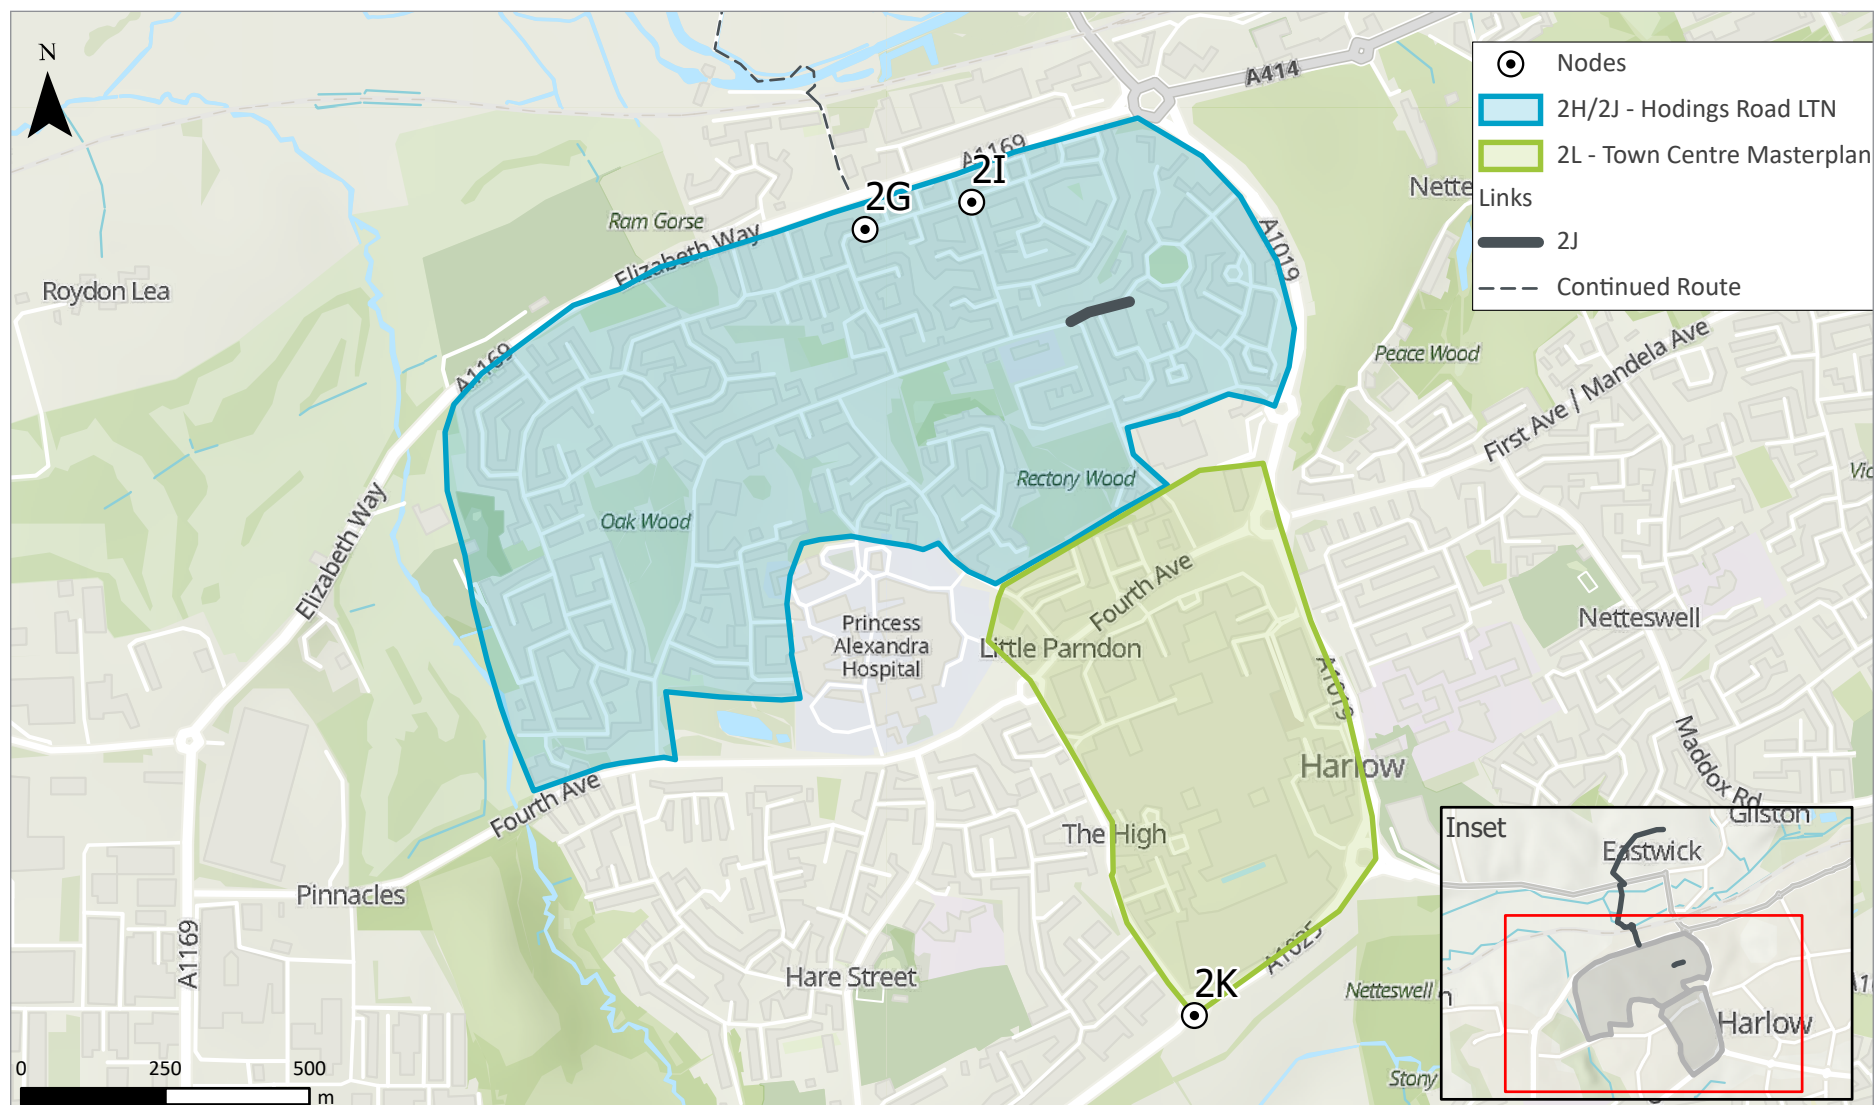 N
A414
Nodes
2H/2J - Hodings Road LTN
2L - Town Centre Masterplan
Links
2J
Continued Route
A1169
2I
2G
Nette
Ram Gorse
Elizabeth Way
A1019
Roydon Lea
A1169
Peace Wood
First Ave / Mandela Ave
Rectory Wood
Vic
Oak Wood
Elizabeth Way
Fourth Ave
Princess
Alexandra
Hospital
Little Parndon
Netteswell
A1019
Harlow
Maddox Rd
Fourth Ave
The High
Pinnacles
A1169
Hare Street
A1025
2K
Netteswell
Stony
Inset
Gilston
Eastwick
Harlow
n
0
250
500
m